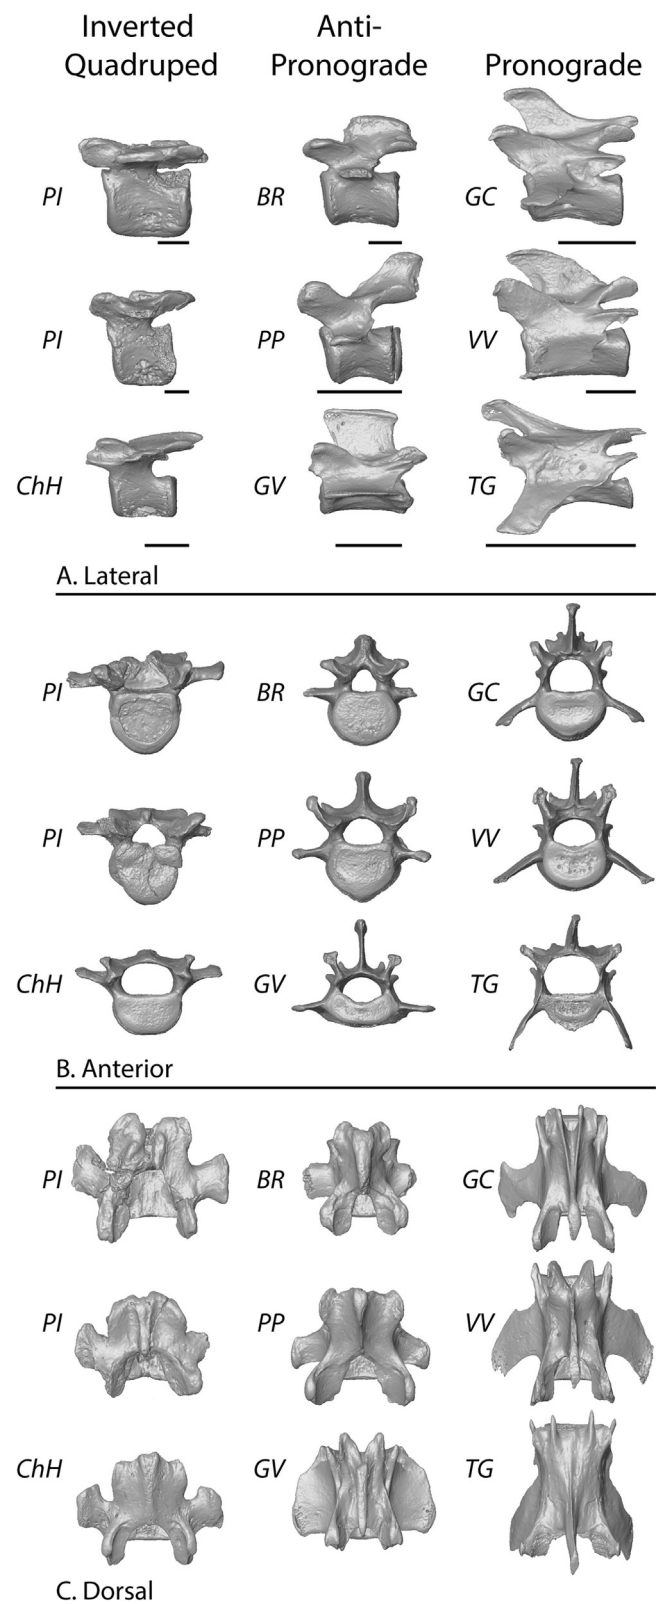 Inverted
Quadruped
Anti-
Pronograde
Pronograde
PI
BR
GC
PI
PP
VV
ChH
GV
TG
A. Lateral
PI
BR
GC
PI
PP
VV
ChH
GV
TG
B. Anterior
PI
BR
GC
PI
PP
VV
ChH
GV
TG
C. Dorsal